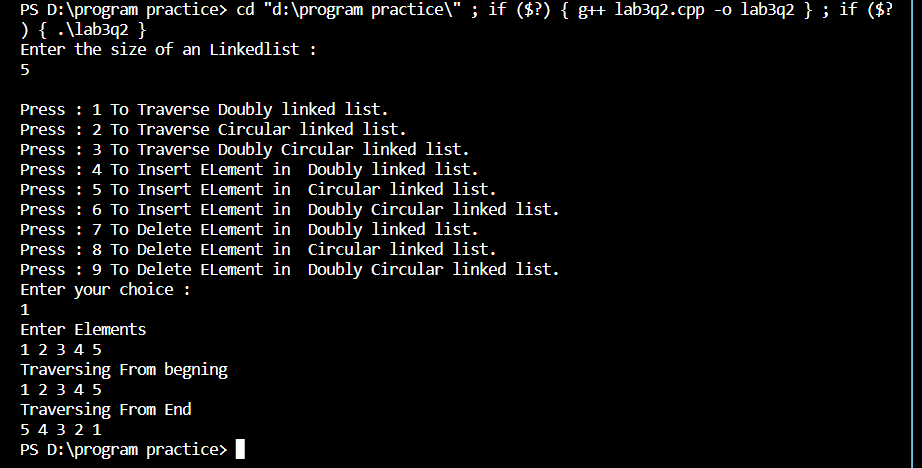 PS D:\program practice> cd "d:\program practice\" ; if ($?) { g++ lab3q2.cpp -o lab3q2 } ; if ($?
) { .\lab3q2 }
Enter the size of an Linkedlist :
5
Press : 1 To Traverse Doubly linked list.
Press : 2 To Traverse Circular linked list.
Press : 3 To Traverse Doubly Circular linked list.
Press : 4 To Insert ELement in  Doubly linked list.
Press : 5 To Insert ELement in  Circular linked list.
Press : 6 To Insert ELement in  Doubly Circular linked list.
Press : 7 To Delete ELement in  Doubly linked list.
Press : 8 To Delete ELement in  Circular linked list.
Press : 9 To Delete ELement in  Doubly Circular linked list.
Enter your choice :
1
Enter Elements
1 2 3 4 5
Traversing From begning
1 2 3 4 5
Traversing From End
5 4 3 2 1
PS D:\program practice>